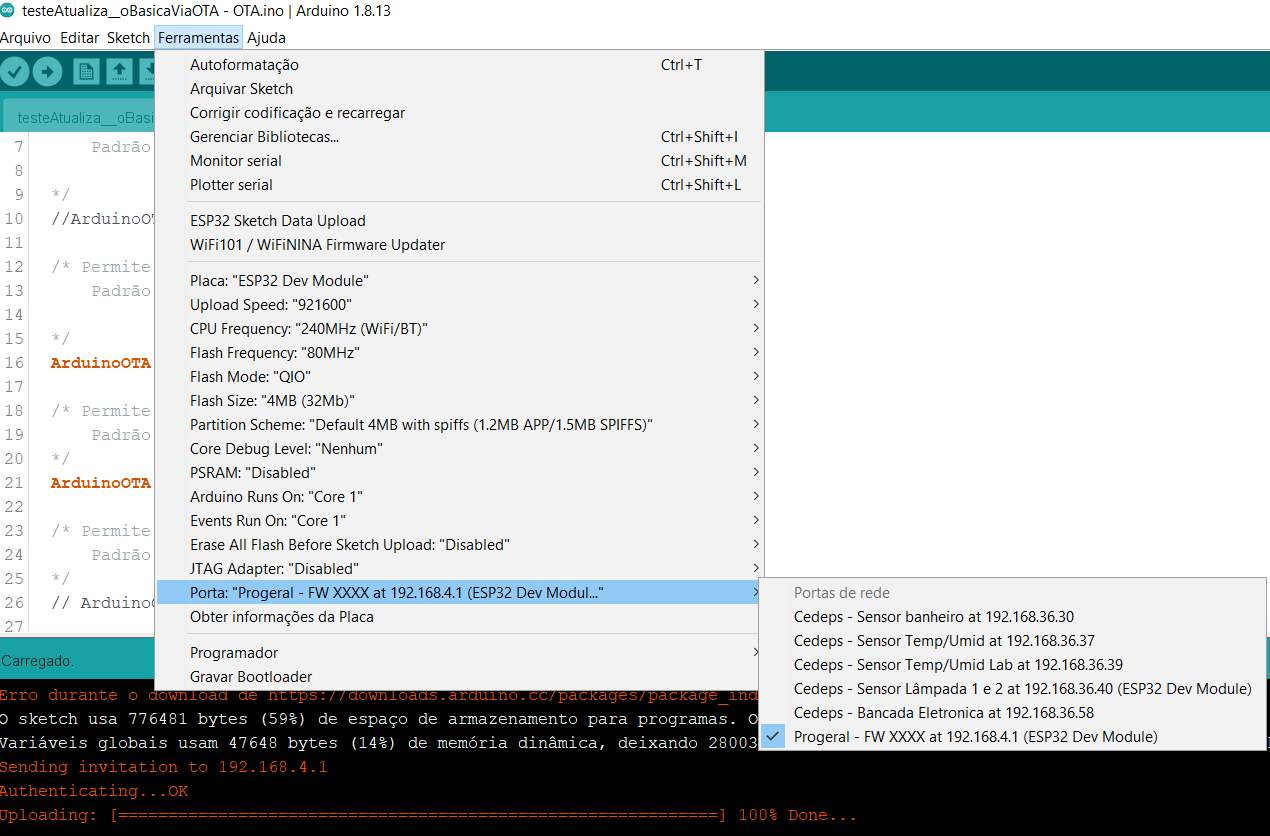 testeAtualiza__oBasicaViaOTA - OTA.ino | Arduino 1.8.13
Arquivo Editar Sketch Ferramentas Ajuda
testeAtualiza__oBasi
Autoformatação Ctrl+T
Arquivar Sketch
Corrigir codificação e recarregar
Gerenciar Bibliotecas... Ctrl+Shift+I
Monitor serial Ctrl+Shift+M
Plotter serial Ctrl+Shift+L
ESP32 Sketch Data Upload
WiFi101 / WiFiNINA Firmware Updater
Placa: "ESP32 Dev Module"
Upload Speed: "921600"
CPU Frequency: "240MHz (WiFi/BT)"
Flash Frequency: "80MHz"
Flash Mode: "QIO"
Flash Size: "4MB (32Mb)"
Partition Scheme: "Default 4MB with spiffs (1.2MB APP/1.5MB SPIFFS)"
Core Debug Level: "Nenhum"
PSRAM: "Disabled"
Arduino Runs On: "Core 1"
Events Run On: "Core 1"
Erase All Flash Before Sketch Upload: "Disabled"
JTAG Adapter: "Disabled"
Porta: "Progeral - FW XXXX at 192.168.4.1 (ESP32 Dev Modul..."
Obter informações da Placa
Programador
Gravar Bootloader
Portas de rede
Cedeps - Sensor banheiro at 192.168.36.30
Cedeps - Sensor Temp/Umid at 192.168.36.37
Cedeps - Sensor Temp/Umid Lab at 192.168.36.39
Cedeps - Sensor Lâmpada 1 e 2 at 192.168.36.40 (ESP32 Dev Module)
Cedeps - Bancada Eletronica at 192.168.36.58
Progeral - FW XXXX at 192.168.4.1 (ESP32 Dev Module)
7 Padrão
8
9 */
10 //ArduinoOT
11
12 /* Permite
13 Padrão
14
15 */
16 ArduinoOTA
17
18 /* Permite
19 Padrão
20 */
21 ArduinoOTA
22
23 /* Permite
24 Padrão
25 */
26 // ArduinoO
27
Carregado.
Erro durante o download de https://downloads.arduino.cc/packages/package_ind
O sketch usa 776481 bytes (59%) de espaço de armazenamento para programas. O
Variáveis globais usam 47648 bytes (14%) de memória dinâmica, deixando 28003
Sending invitation to 192.168.4.1
Authenticating...OK
Uploading: [============================================================] 100% Done...